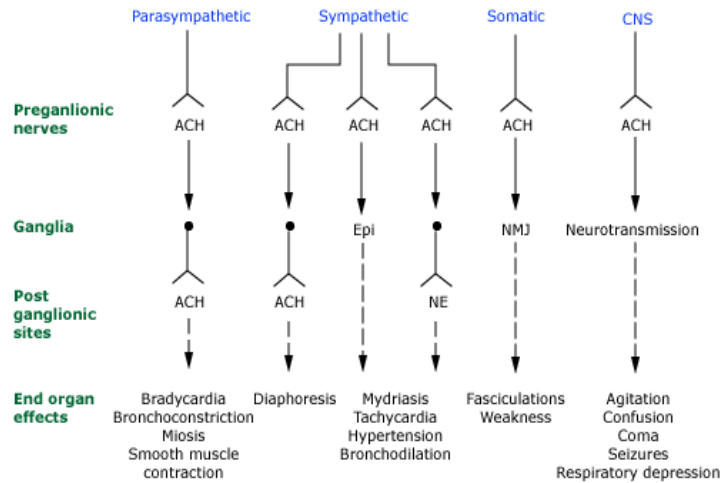 Parasympathetic Sympathetic Somatic CNS
Preganlionic
nerves
ACH ACH ACH ACH ACH ACH
Ganglia Epi NMJ Neurotransmission
Post
ganglionic
sites
ACH ACH NE
End organ
effects
Bradycardia
Bronchoconstriction
Miosis
Smooth muscle
contraction
Diaphoresis
Mydriasis
Tachycardia
Hypertension
Bronchodilation
Fasciculations
Weakness
Agitation
Confusion
Coma
Seizures
Respiratory depression